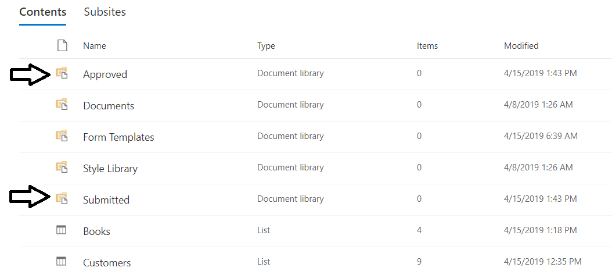 Contents Subsites
Name Type Items Modified
Approved Document library 0 4/15/2019 1:43 PM
Documents Document library 0 4/8/2019 1:26 AM
Form Templates Document library 0 4/15/2019 6:39 AM
Style Library Document library 0 4/8/2019 1:26 AM
Submitted Document library 0 4/15/2019 1:43 PM
Books List 4 4/15/2019 1:18 PM
Customers List 9 4/15/2019 12:35 PM